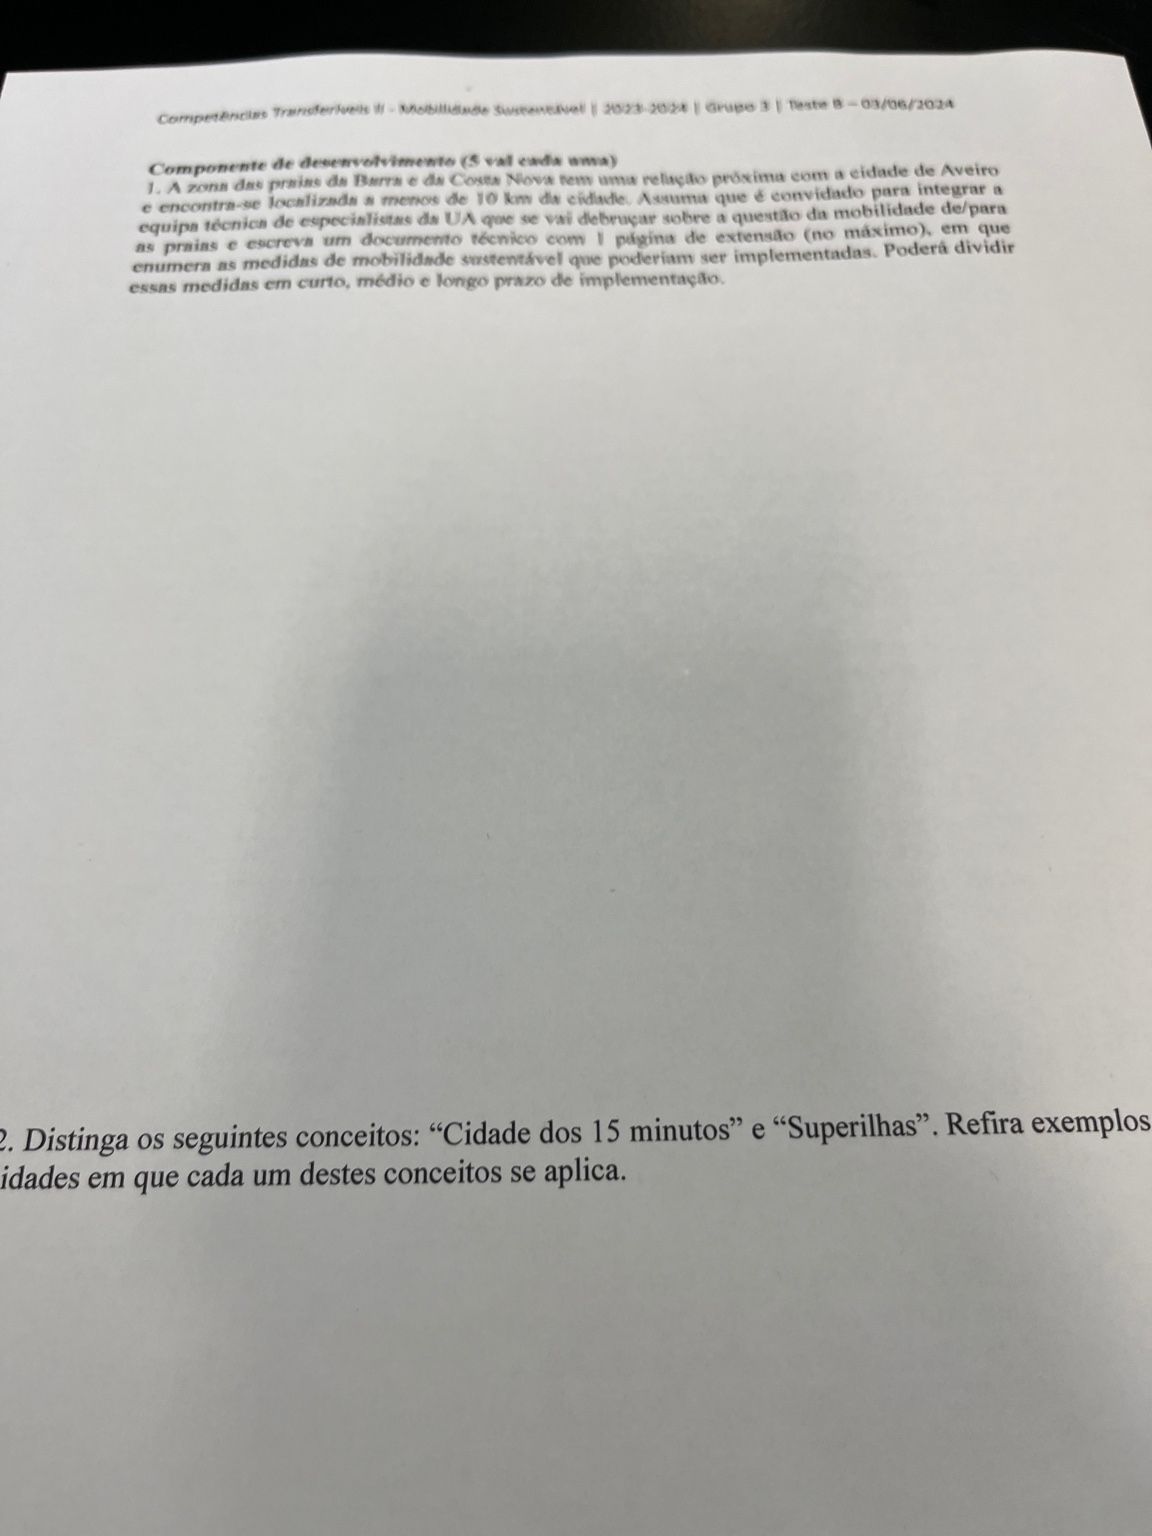 Competências Transferíveis II - Mobilidade Sustentável | 2023-2024 | Grupo 3 | Teste B – 03/06/2024
Componente de desenvolvimento (5 val cada uma)
1. A zona das praias da Barra e da Costa Nova tem uma relação próxima com a cidade de Aveiro
e encontra-se localizada a menos de 10 km da cidade. Assuma que é convidado para integrar a
equipa técnica de especialistas da UA que se vai debruçar sobre a questão da mobilidade de/para
as praias e escreva um documento técnico com 1 página de extensão (no máximo), em que
enumera as medidas de mobilidade sustentável que poderiam ser implementadas. Poderá dividir
essas medidas em curto, médio e longo prazo de implementação.
2. Distinga os seguintes conceitos: “Cidade dos 15 minutos” e “Superilhas”. Refira exemplos
idades em que cada um destes conceitos se aplica.